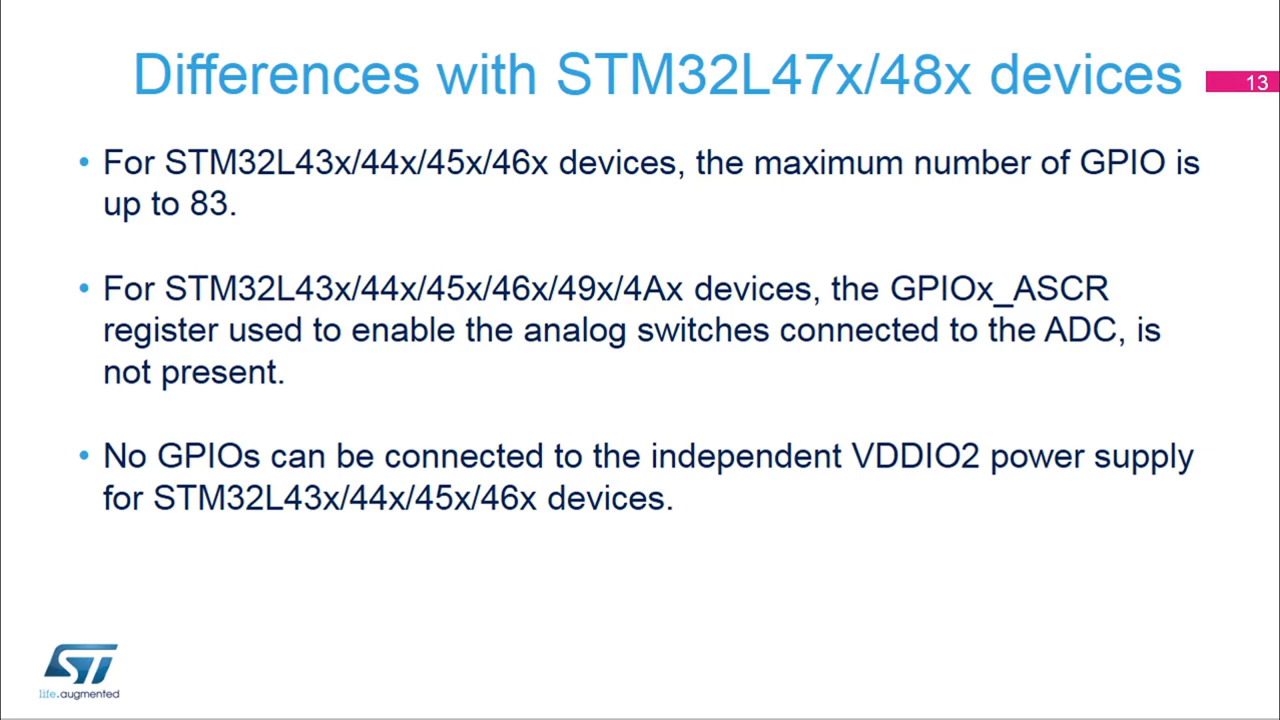 Differences with STM32L47x/48x devices
13
• For STM32L43x/44x/45x/46x devices, the maximum number of GPIO is
up to 83.
• For STM32L43x/44x/45x/46x/49x/4Ax devices, the GPIOx_ASCR
register used to enable the analog switches connected to the ADC, is
not present.
• No GPIOs can be connected to the independent VDDIO2 power supply
for STM32L43x/44x/45x/46x devices.
ST
life.augmented